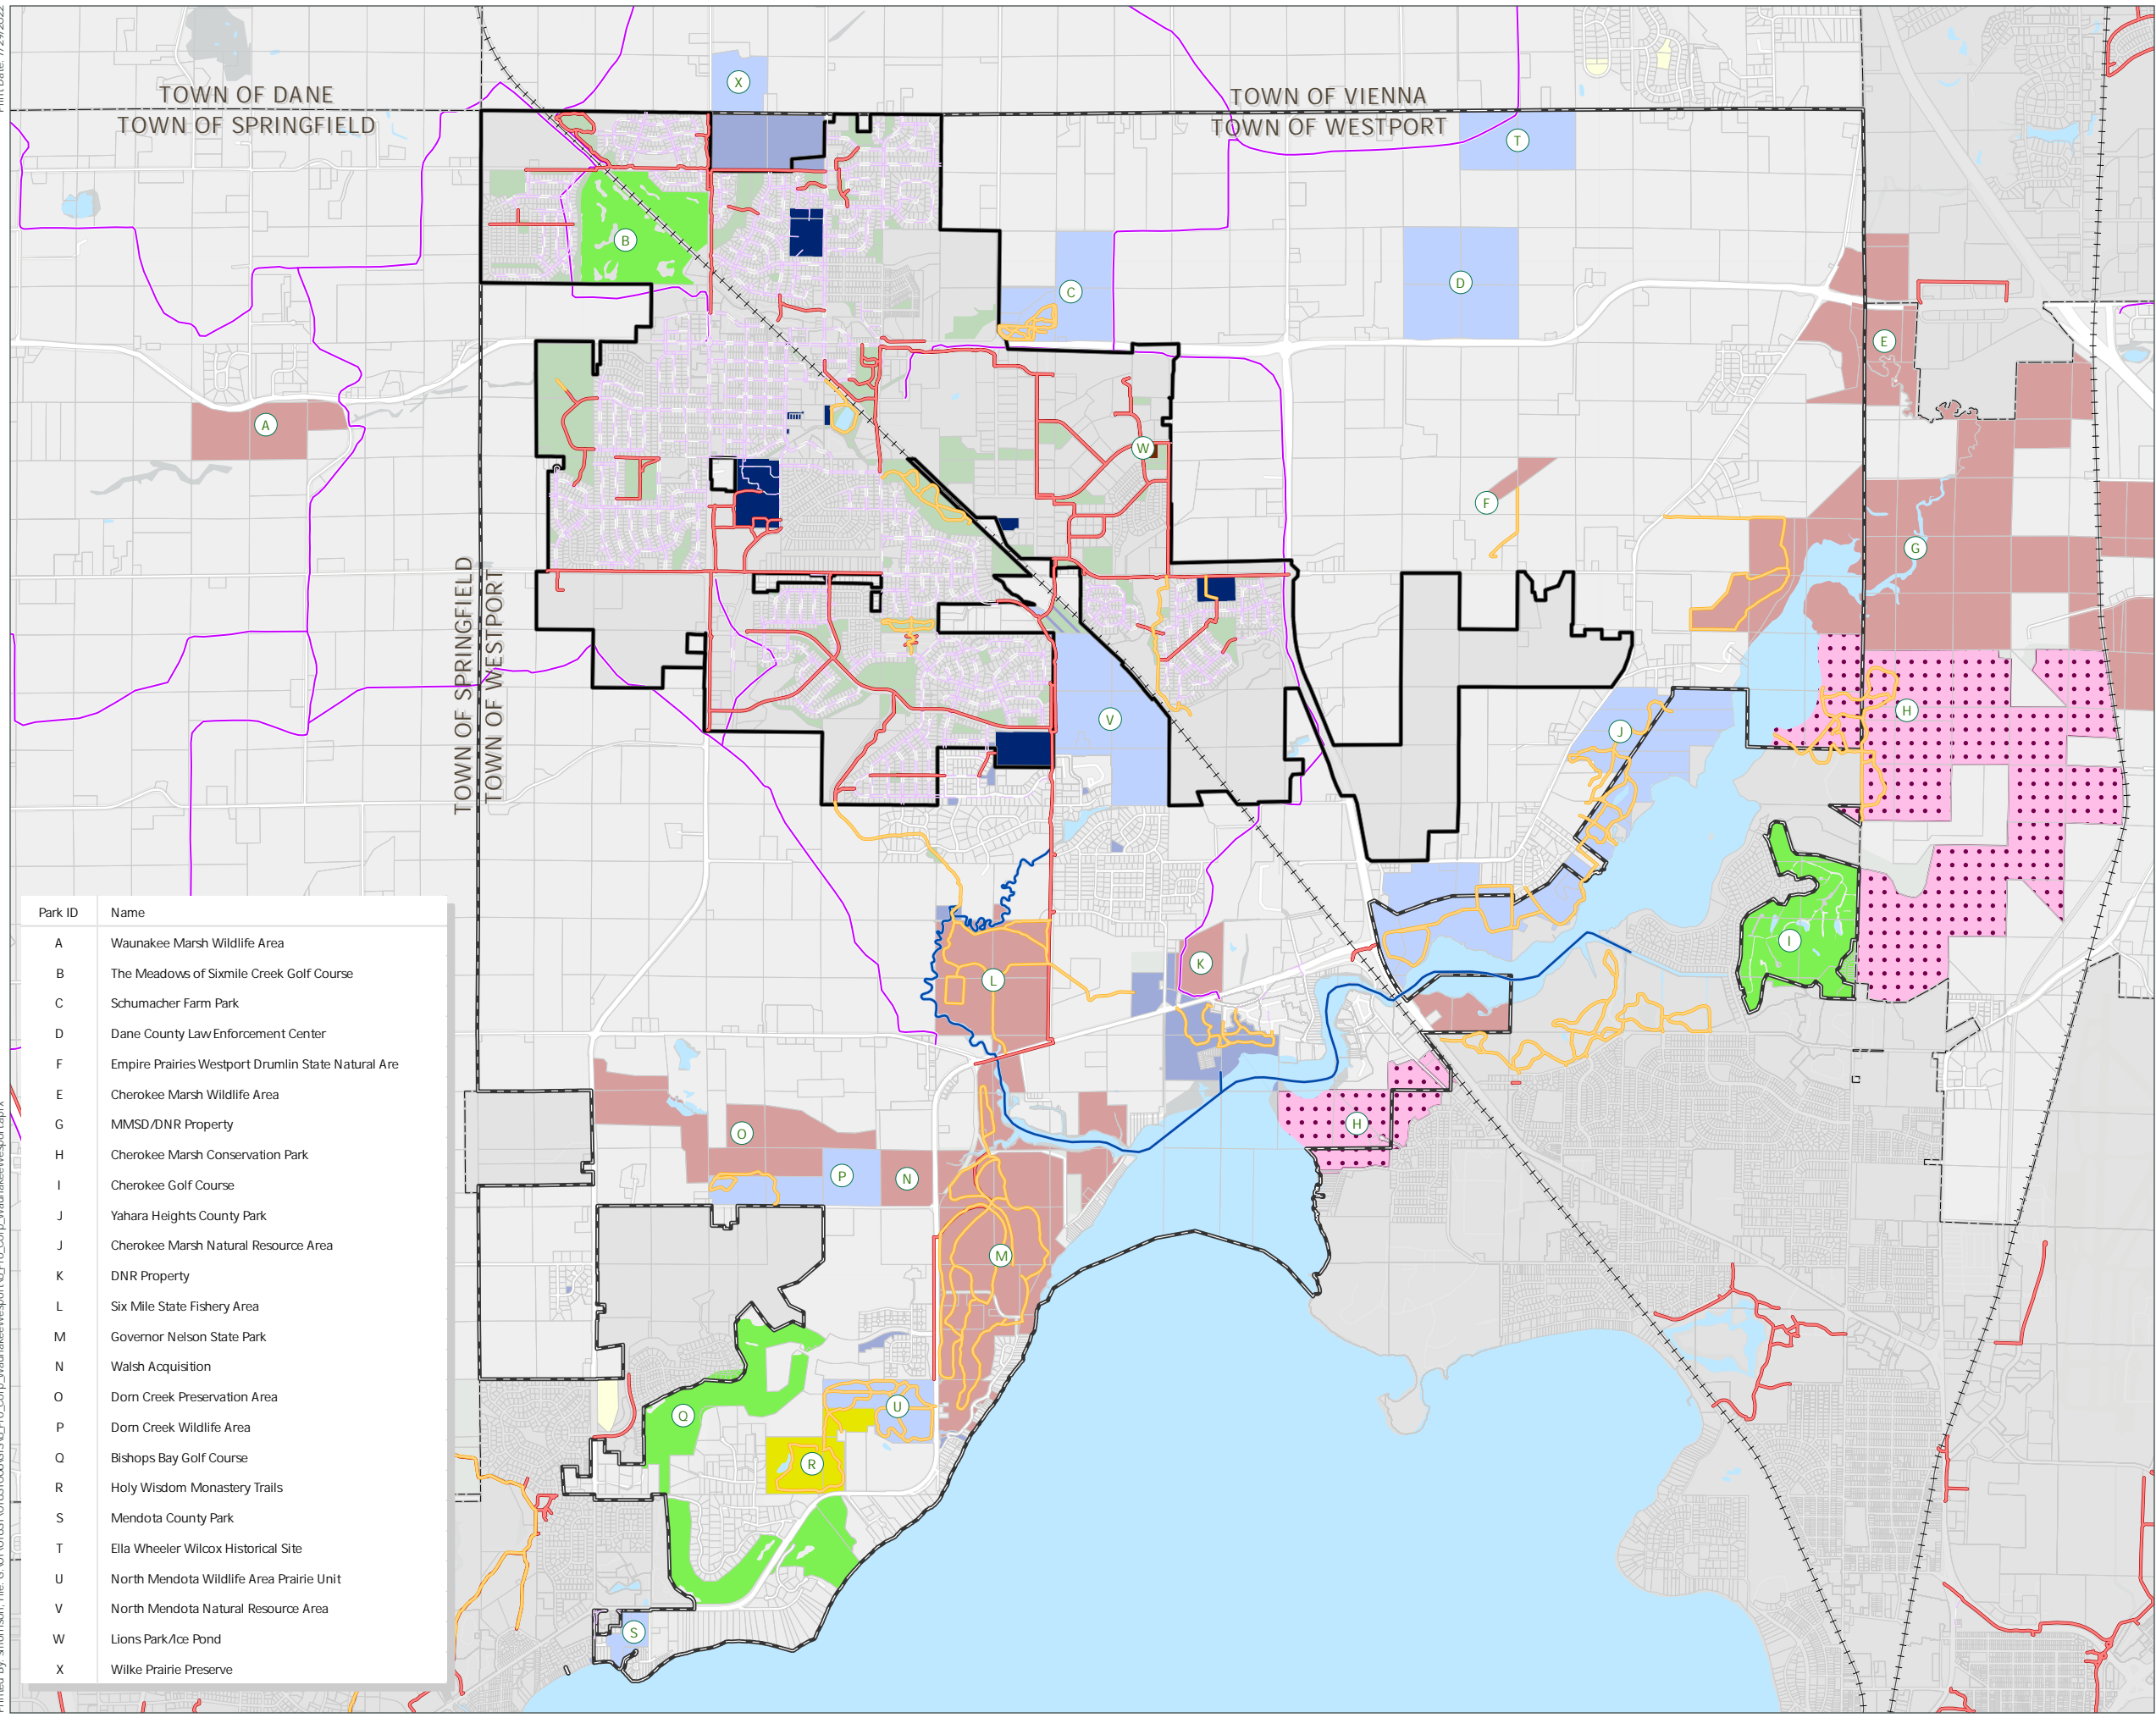 TOWN OF DANE
TOWN OF SPRINGFIELD
TOWN OF VIENNA
TOWN OF WESTPORT
X
T
B
C
D
E
A
W
F
G
TOWN OF SPRINGFIELD
TOWN OF WESTPORT
V
J
H
I
K
L
H
O
P
N
M
Q
U
R
S
Park ID Name
A Waunakee Marsh Wildlife Area
B The Meadows of Sixmile Creek Golf Course
C Schumacher Farm Park
D Dane County Law Enforcement Center
F Empire Prairies Westport Drumlin State Natural Are
E Cherokee Marsh Wildlife Area
G MMSD/DNR Property
H Cherokee Marsh Conservation Park
I Cherokee Golf Course
J Yahara Heights County Park
J Cherokee Marsh Natural Resource Area
K DNR Property
L Six Mile State Fishery Area
M Governor Nelson State Park
N Walsh Acquisition
O Dorn Creek Preservation Area
P Dorn Creek Wildlife Area
Q Bishops Bay Golf Course
R Holy Wisdom Monastery Trails
S Mendota County Park
T Ella Wheeler Wilcox Historical Site
U North Mendota Wildlife Area Prairie Unit
V North Mendota Natural Resource Area
W Lions Park/Ice Pond
X Wilke Prairie Preserve